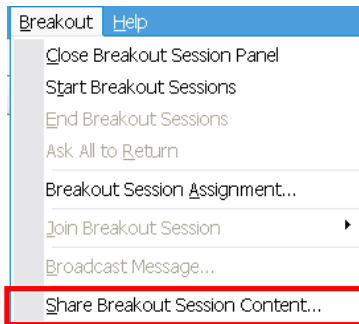 Breakout Help
Close Breakout Session Panel
Start Breakout Sessions
End Breakout Sessions
Ask All to Return
Breakout Session Assignment...
Join Breakout Session
Broadcast Message...
Share Breakout Session Content...